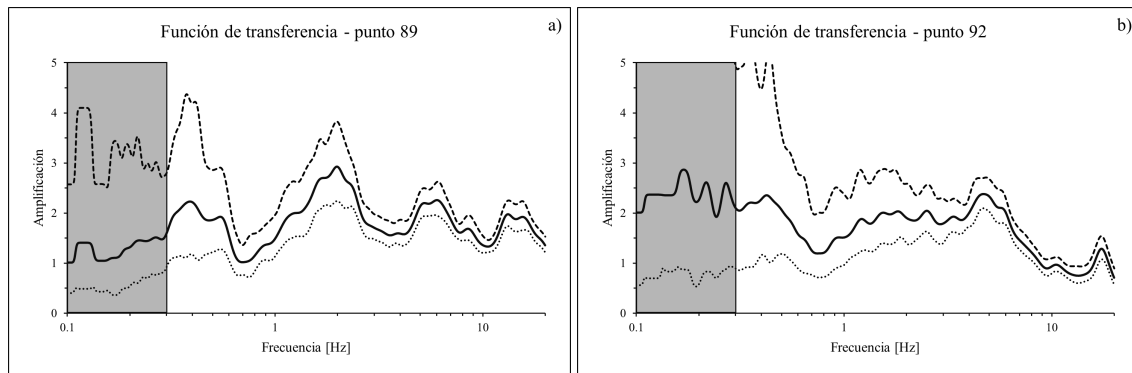 a)
Función de transferencia - punto 89
5
4
3
2
1
0
Amplificación
0.1 1 10
Frecuencia [Hz]
b)
Función de transferencia - punto 92
5
4
3
2
1
0
Amplificación
0.1 1 10
Frecuencia [Hz]